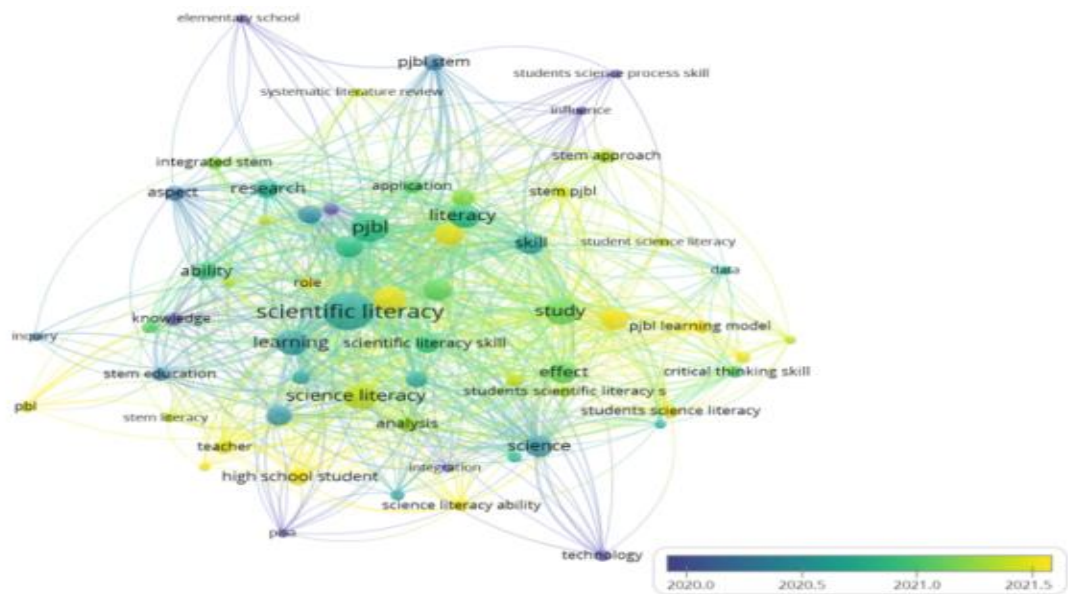 elementary school
pjbl stem
students science process skill
systematic literature review
influence
stem approach
integrated stem
aspect
research
application
stem pjbl
literacy
pjbl
skill
student science literacy
ability
data
role
scientific literacy
study
knowledge
pjbl learning model
inquiry
learning
scientific literacy skill
stem education
effect
critical thinking skill
students scientific literacy s
science literacy
pbl
students science literacy
stem literacy
analysis
teacher
science
integration
high school student
science literacy ability
technology
2020.0
2020.5
2021.0
2021.5